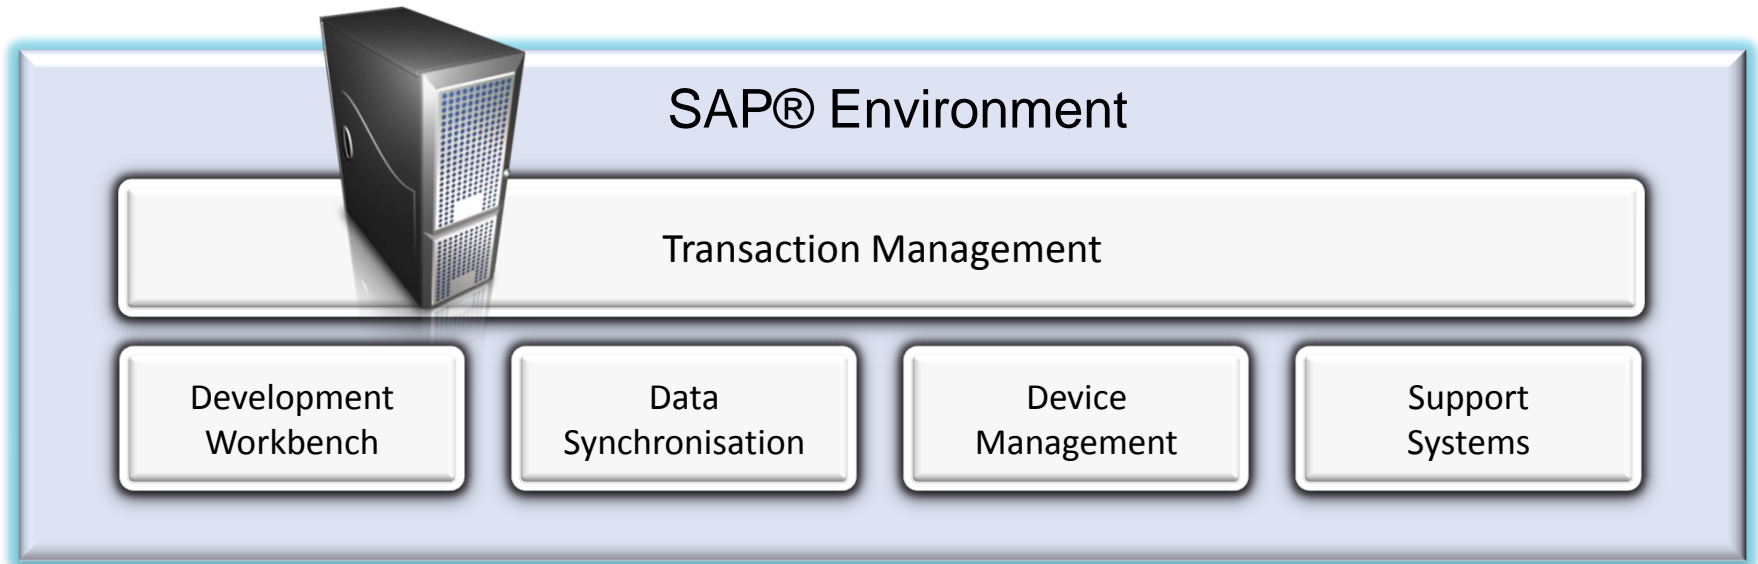 SAP® Environment
Transaction Management
Development
Workbench
Data
Synchronisation
Device
Management
Support
Systems